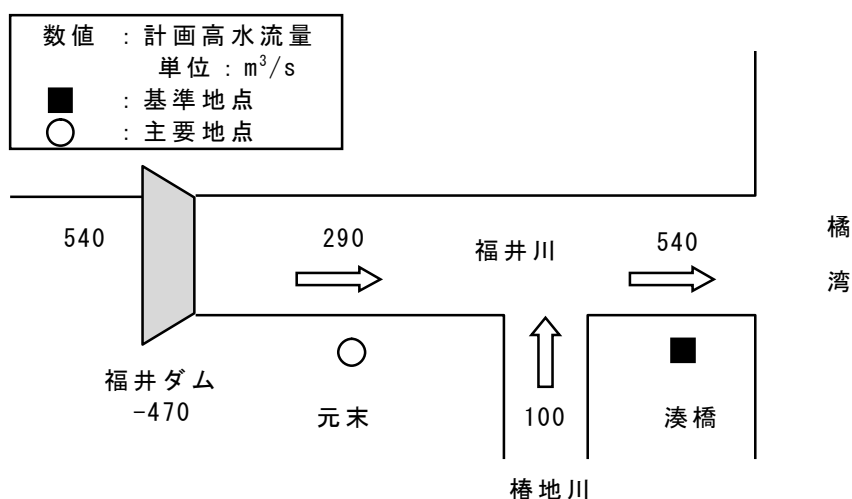 数値 : 計画高水流量
単位 : m³/s
■ : 基準地点
○ : 主要地点
540
290
福井川
540
橘
湾
福井ダム
-470
元末
100
湊橋
椿地川